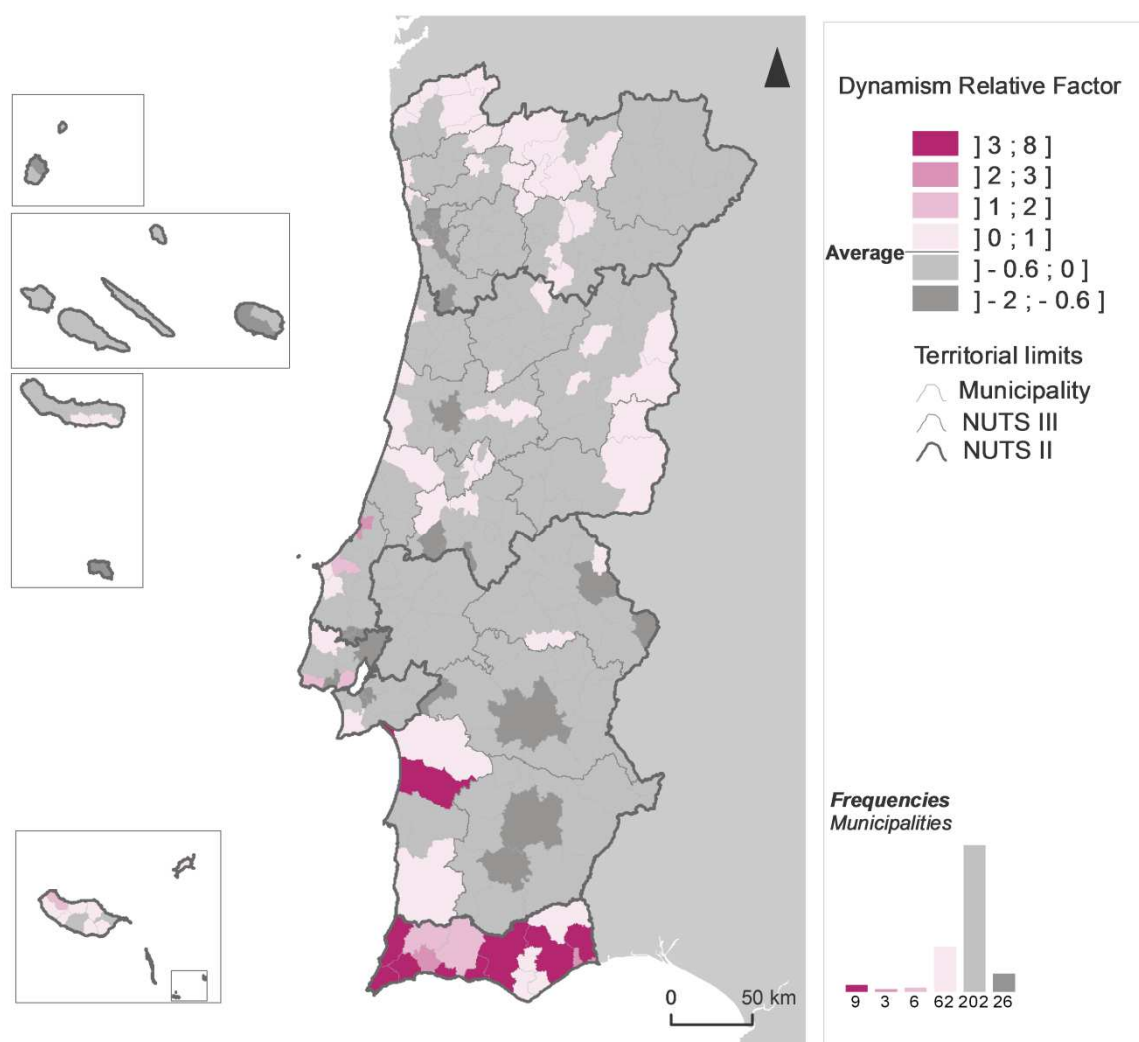 Dynamism Relative Factor
] 3 ; 8 ]
] 2 ; 3 ]
] 1 ; 2 ]
] 0 ; 1 ]
Average
] - 0.6 ; 0 ]
] - 2 ; - 0.6 ]
Territorial limits
Municipality
NUTS III
NUTS II
Frequencies
Municipalities
9 3 6 62 202 26
0 50 km